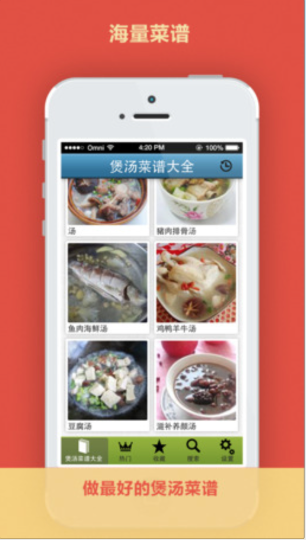 海量菜谱
Omni 4:20 PM 100%
煲汤菜谱大全
汤 猪肉排骨汤
鱼肉海鲜汤 鸡鸭羊牛汤
豆腐汤 滋补养颜汤
煲汤菜谱大全 热门 收藏 搜索 设置
做最好的煲汤菜谱